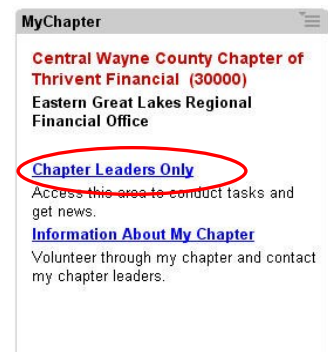 MyChapter
Central Wayne County Chapter of
Thrivent Financial (30000)
Eastern Great Lakes Regional
Financial Office
Chapter Leaders Only
Access this area to conduct tasks and
get news.
Information About My Chapter
Volunteer through my chapter and contact
my chapter leaders.